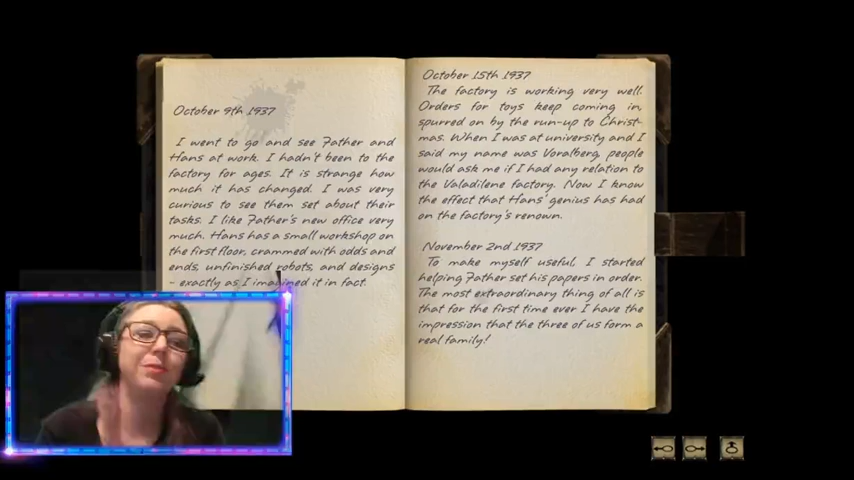 October 9th 1937
I went to go and see Father and
Hans at work. I hadn't been to the
factory for ages. It is strange how
much it has changed. I was very
curious to see them set about their
tasks. I like Father's new office very
much. Hans has a small workshop on
the first floor, crammed with odds and
ends, unfinished robots, and designs
- exactly as I imagined it in fact.
October 15th 1937
The factory is working very well.
Orders for toys keep coming in,
spurred on by the run-up to Christ-
mas. When I was at university and I
said my name was Voralberg, people
would ask me if I had any relation to
the Valadilene factory. Now I know
the effect that Hans' genius has had
on the factory's renown.
November 2nd 1937
To make myself useful, I started
helping Father set his papers in order.
The most extraordinary thing of all is
that for the first time ever I have the
impression that the three of us form a
real family!